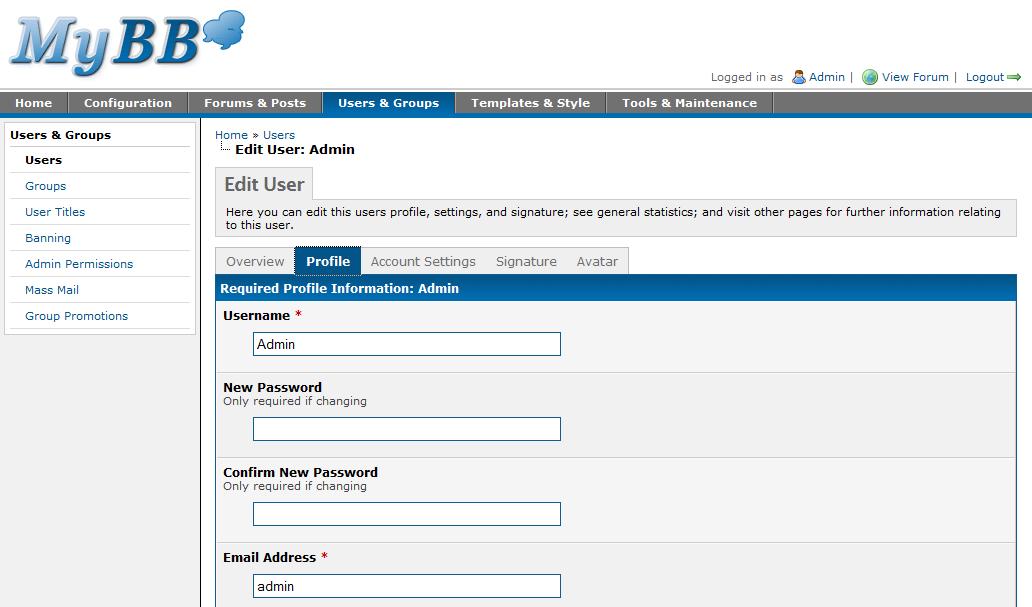 MyBB
Logged in as Admin | View Forum | Logout
Home Configuration Forums & Posts Users & Groups Templates & Style Tools & Maintenance
Users & Groups
Users
Groups
User Titles
Banning
Admin Permissions
Mass Mail
Group Promotions
Home » Users
Edit User: Admin
Edit User
Here you can edit this users profile, settings, and signature; see general statistics; and visit other pages for further information relating
to this user.
Overview Profile Account Settings Signature Avatar
Required Profile Information: Admin
Username *
Admin
New Password
Only required if changing
Confirm New Password
Only required if changing
Email Address *
admin